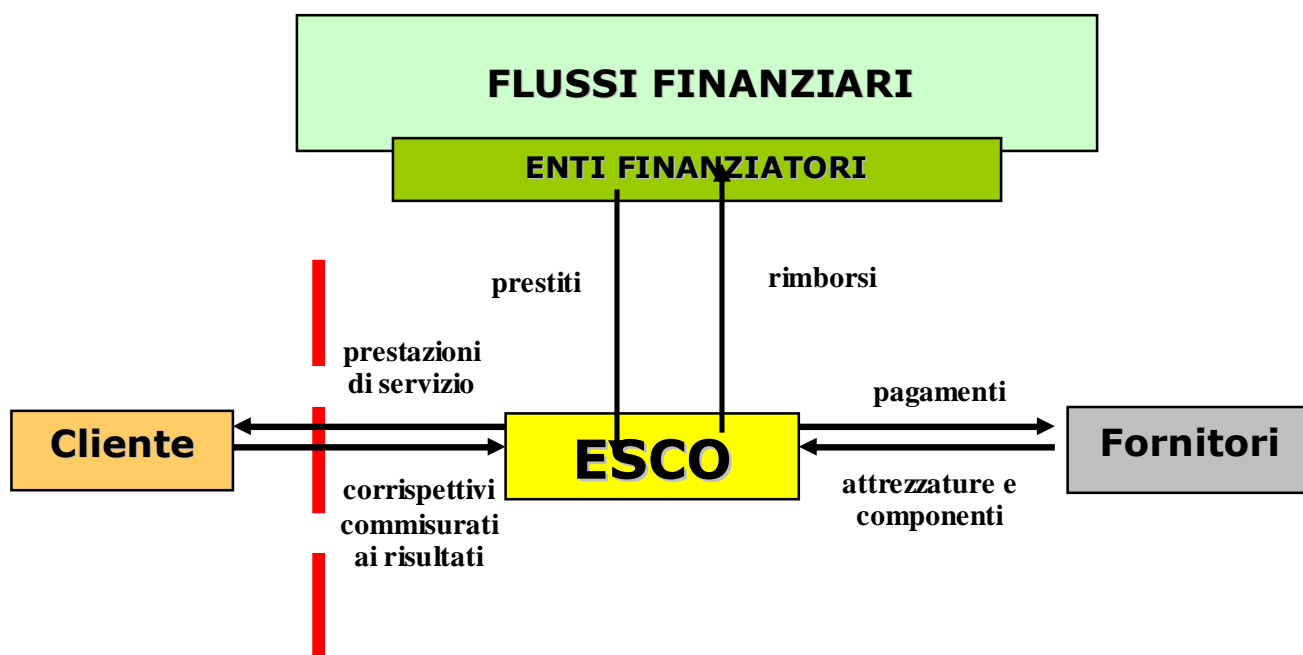 FLUSSI FINANZIARI
ENTI FINANZIATORI
prestiti
rimborsi
prestazioni
di servizio
pagamenti
Cliente
ESCO
Fornitori
corrispettivi
commisurati
ai risultati
attrezzature e
componenti